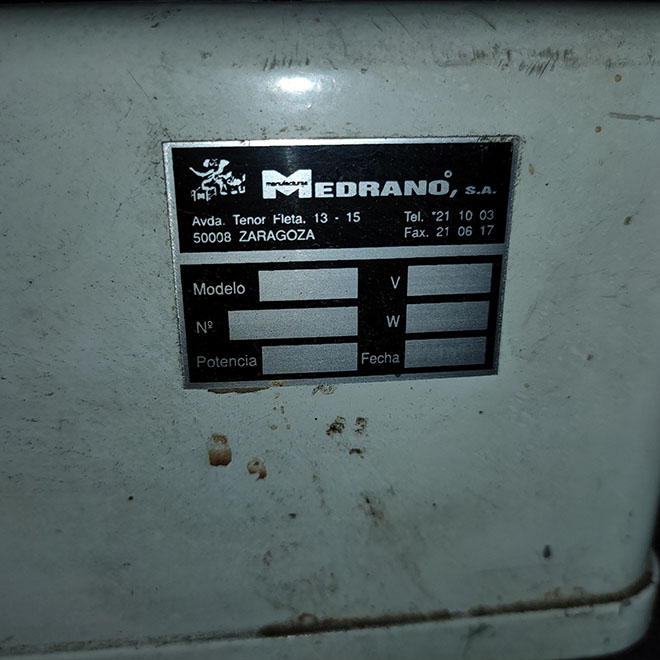 manufacturas MEDRANO, S.A.
Avda. Tenor Fleta. 13 - 15 Tel. *21 10 03
50008 ZARAGOZA Fax. 21 06 17
Modelo V
Nº W
Potencia Fecha